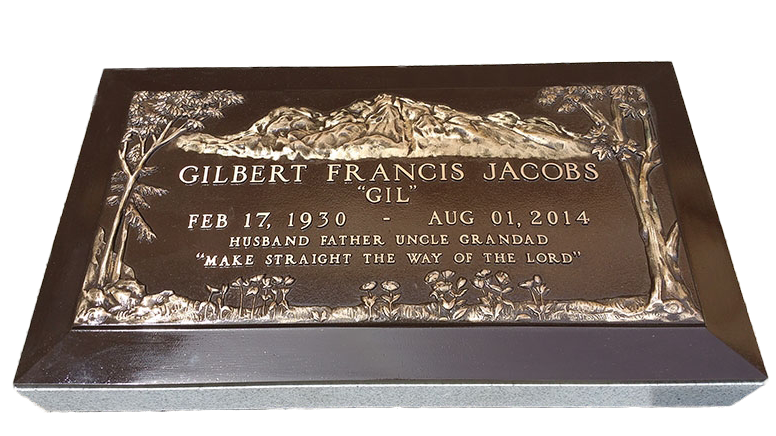 GILBERT FRANCIS JACOBS
"GIL"
FEB 17, 1930 - AUG 01, 2014
HUSBAND FATHER UNCLE GRANDAD
"MAKE STRAIGHT THE WAY OF THE LORD"